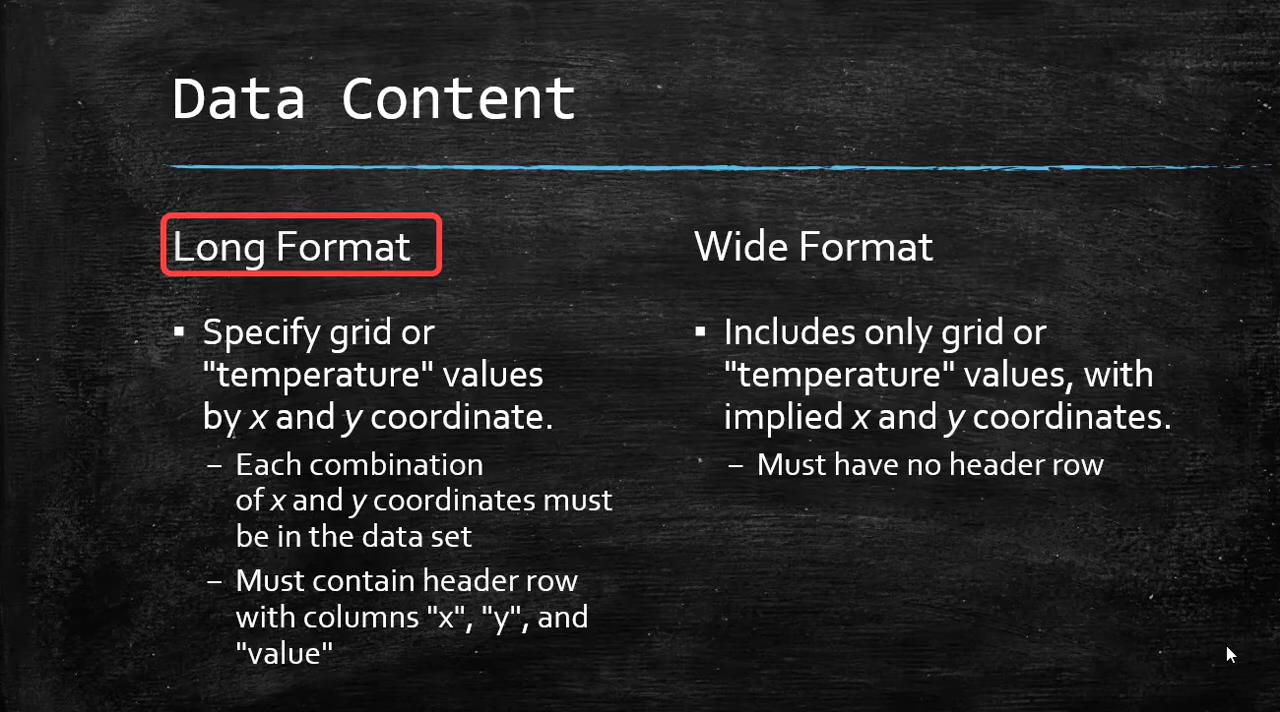 Data Content
Long Format
▪ Specify grid or
"temperature" values
by x and y coordinate.
– Each combination
of x and y coordinates must
be in the data set
– Must contain header row
with columns "x", "y", and
"value"
Wide Format
▪ Includes only grid or
"temperature" values, with
implied x and y coordinates.
– Must have no header row